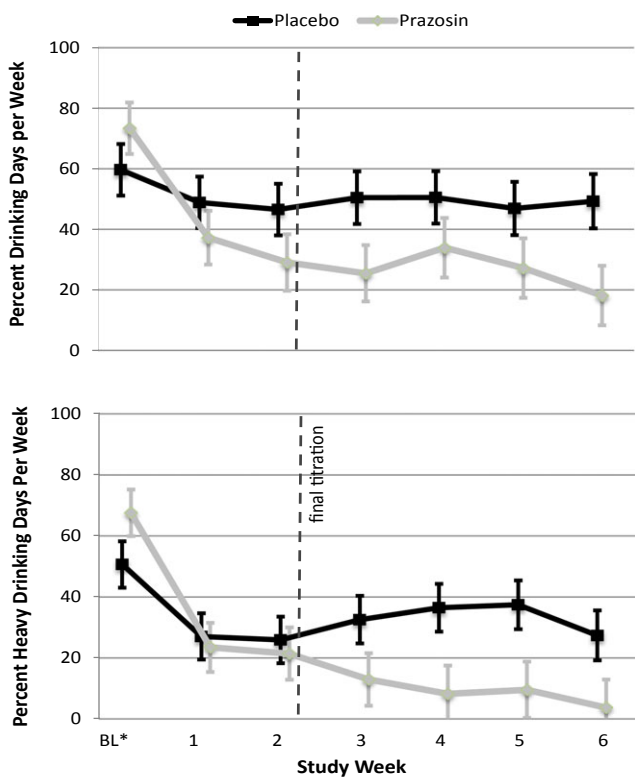 Placebo Prazosin
Percent Drinking Days per Week
100
80
60
40
20
0
Percent Heavy Drinking Days Per Week
100
80
60
40
20
0
final titration
BL* 1 2 3 4 5 6
Study Week